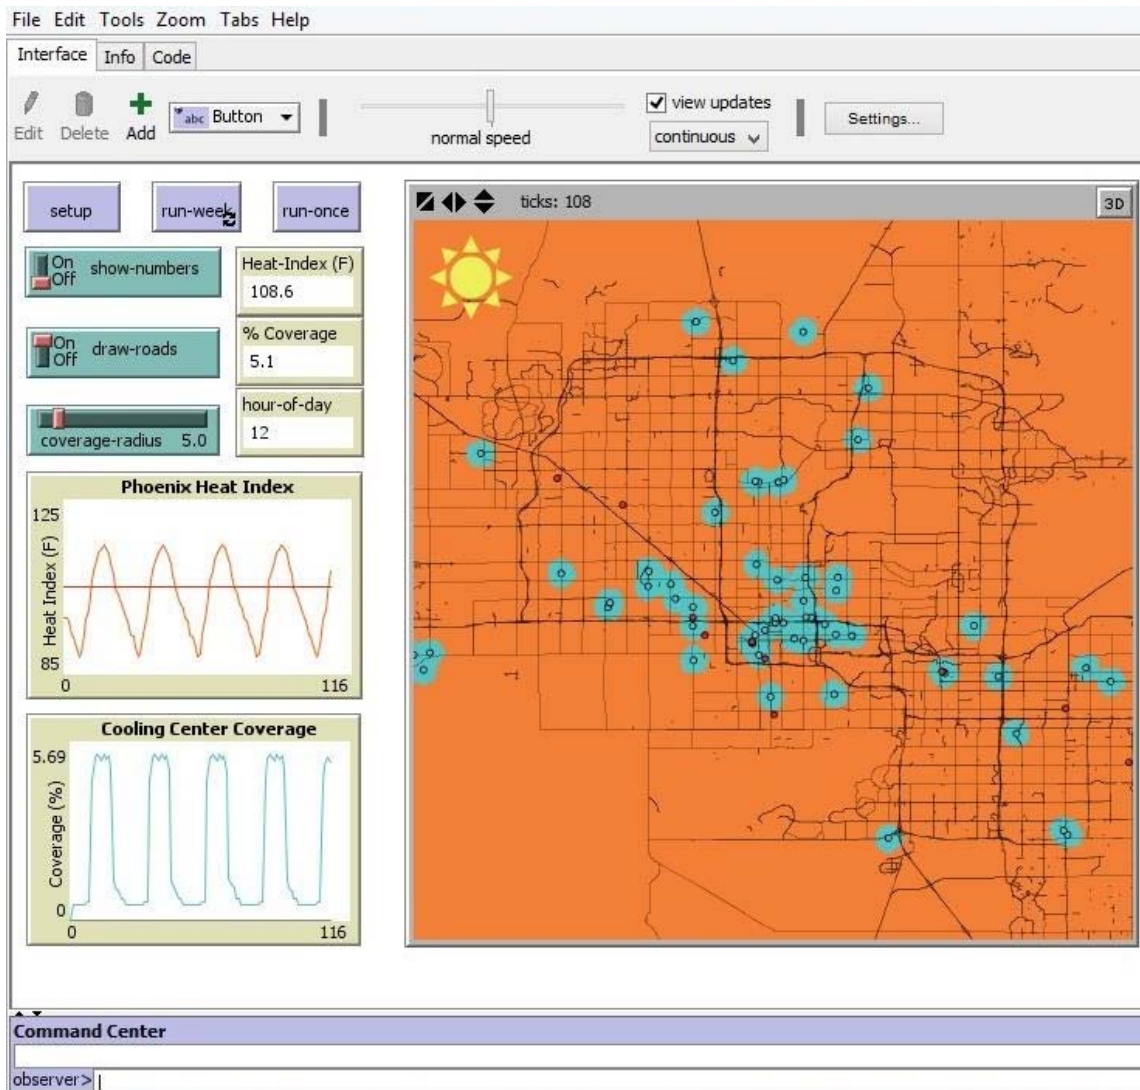 File Edit Tools Zoom Tabs Help
Interface Info Code
Edit Delete Add abc Button normal speed view updates continuous Settings...
setup run-week run-once
ticks: 108 3D
On Off show-numbers
Heat-Index (F)
108.6
On Off draw-roads
% Coverage
5.1
coverage-radius 5.0
hour-of-day
12
Phoenix Heat Index
125
Heat Index (F)
85
0 116
Cooling Center Coverage
5.69
Coverage (%)
0
0 116
Command Center
observer>